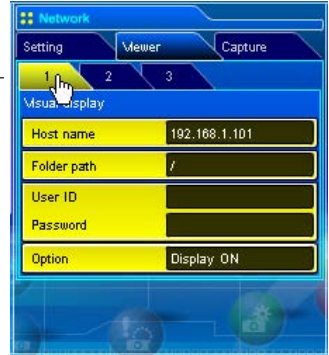 Network
Setting Viewer Capture
1 2 3
Visual display
Host name 192.168.1.101
Folder path /
User ID
Password
Option Display ON